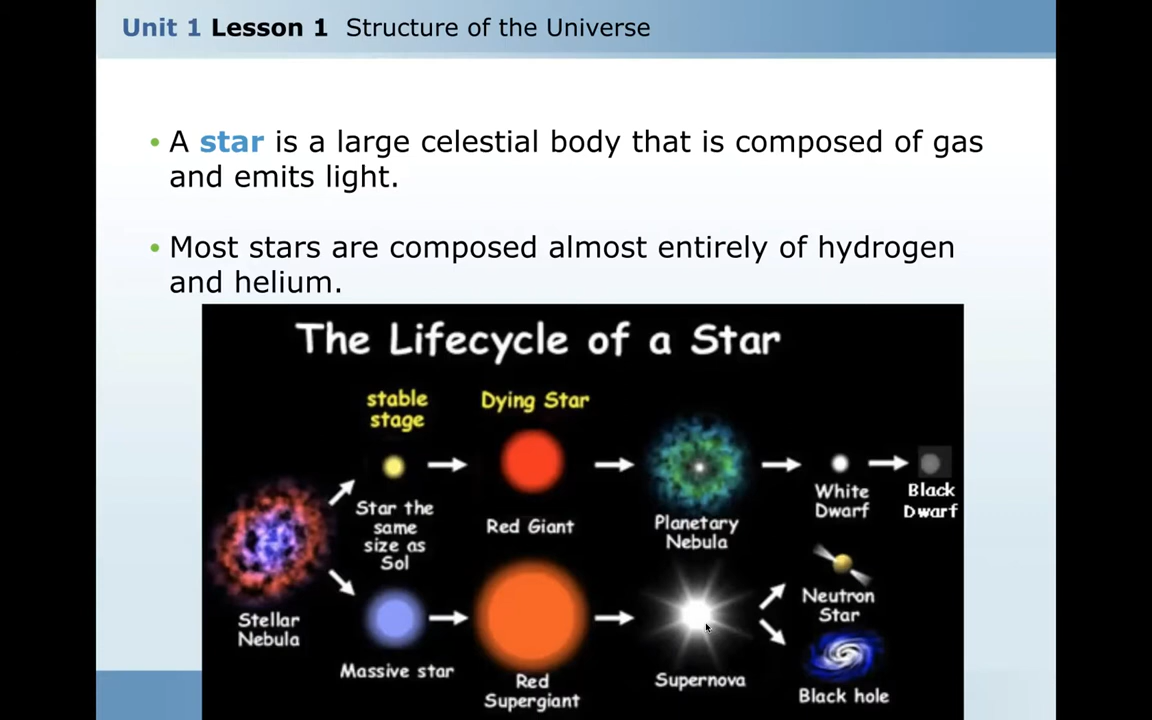 Unit 1 Lesson 1 Structure of the Universe
• A star is a large celestial body that is composed of gas
and emits light.
• Most stars are composed almost entirely of hydrogen
and helium.
The Lifecycle of a Star
stable
stage
Dying Star
Star the
same
size as
Sol
Red Giant
Planetary
Nebula
White
Dwarf
Black
Dwarf
Stellar
Nebula
Massive star
Red
Supergiant
Supernova
Neutron
Star
Black hole